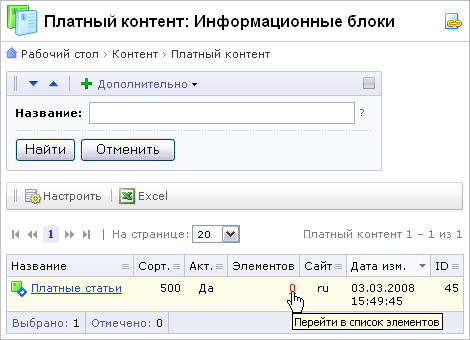 Платный контент: Информационные блоки
Рабочий стол › Контент › Платный контент
Дополнительно
Название: ?
Найти Отменить
Настроить Excel
1 | На странице: 20 Платный контент 1 – 1 из 1
Название Сорт. Акт. Элементов Сайт Дата изм. ID
Платные статьи 500 Да 0 ru 03.03.2008 45
15:49:45
Выбрано: 1 Отмечено: 0
Перейти в список элементов